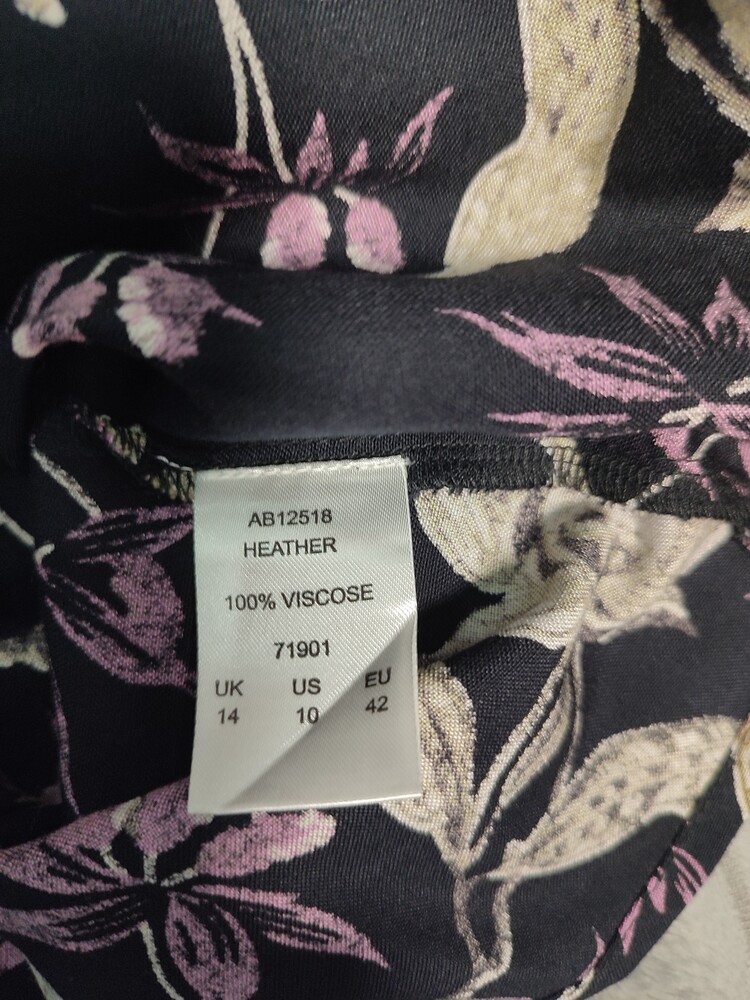 AB12518
HEATHER
100% VISCOSE
71901
UK US EU
14 10 42